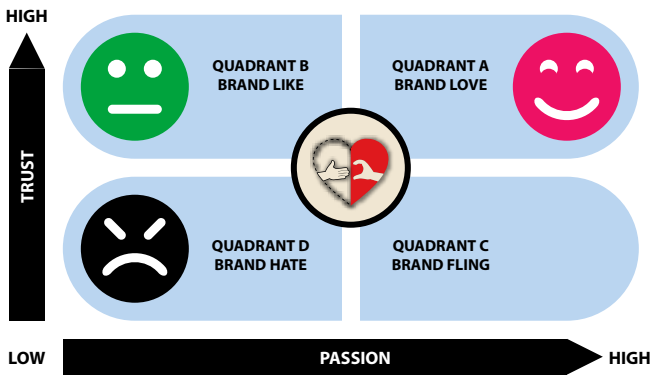 HIGH
QUADRANT B
BRAND LIKE
QUADRANT A
BRAND LOVE
TRUST
QUADRANT D
BRAND HATE
QUADRANT C
BRAND FLING
LOW
PASSION
HIGH